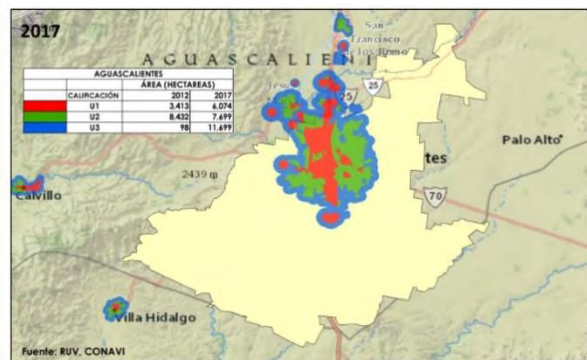 2017
San
Francisco
de los Romo
AGUASCALIENT
AGUASCALIENTES
ÁREA (HECTAREAS)
CALIFICACIÓN 2012 2017
U1 3.413 6.074
U2 8.432 7.699
U3 98 11.699
25
25
Palo Alto
tes
2439 m
70
Calvillo
Villa Hidalgo
Fuente: RUV, CONAVI